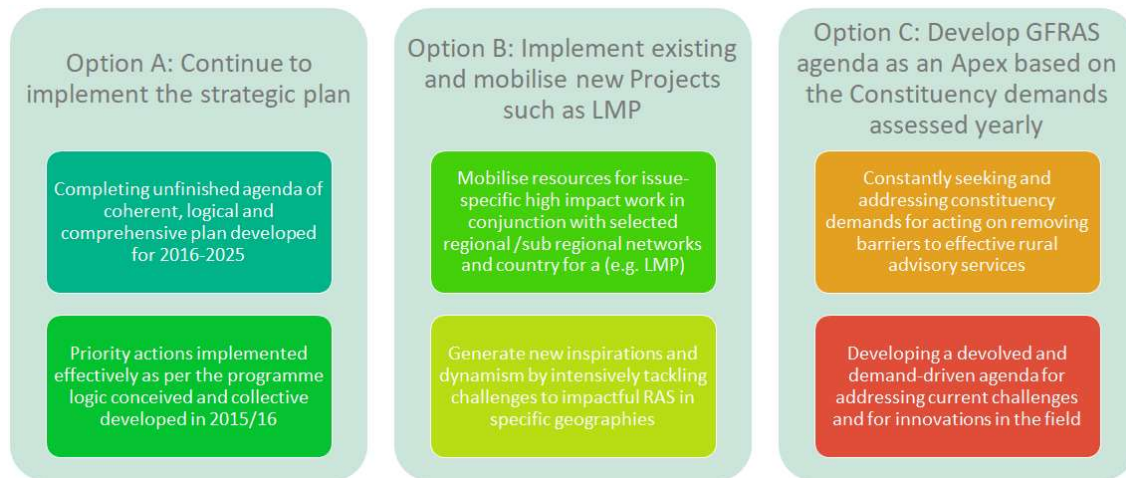 Option A: Continue to
implement the strategic plan
Completing unfinished agenda of
coherent, logical and
comprehensive plan developed
for 2016-2025
Priority actions implemented
effectively as per the programme
logic conceived and collective
developed in 2015/16
Option B: Implement existing
and mobilise new Projects
such as LMP
Mobilise resources for issue-
specific high impact work in
conjunction with selected
regional /sub regional networks
and country for a (e.g. LMP)
Generate new inspirations and
dynamism by intensively tackling
challenges to impactful RAS in
specific geographies
Option C: Develop GFRAS
agenda as an Apex based on
the Constituency demands
assessed yearly
Constantly seeking and
addressing constituency
demands for acting on removing
barriers to effective rural
advisory services
Developing a devolved and
demand-driven agenda for
addressing current challenges
and for innovations in the field